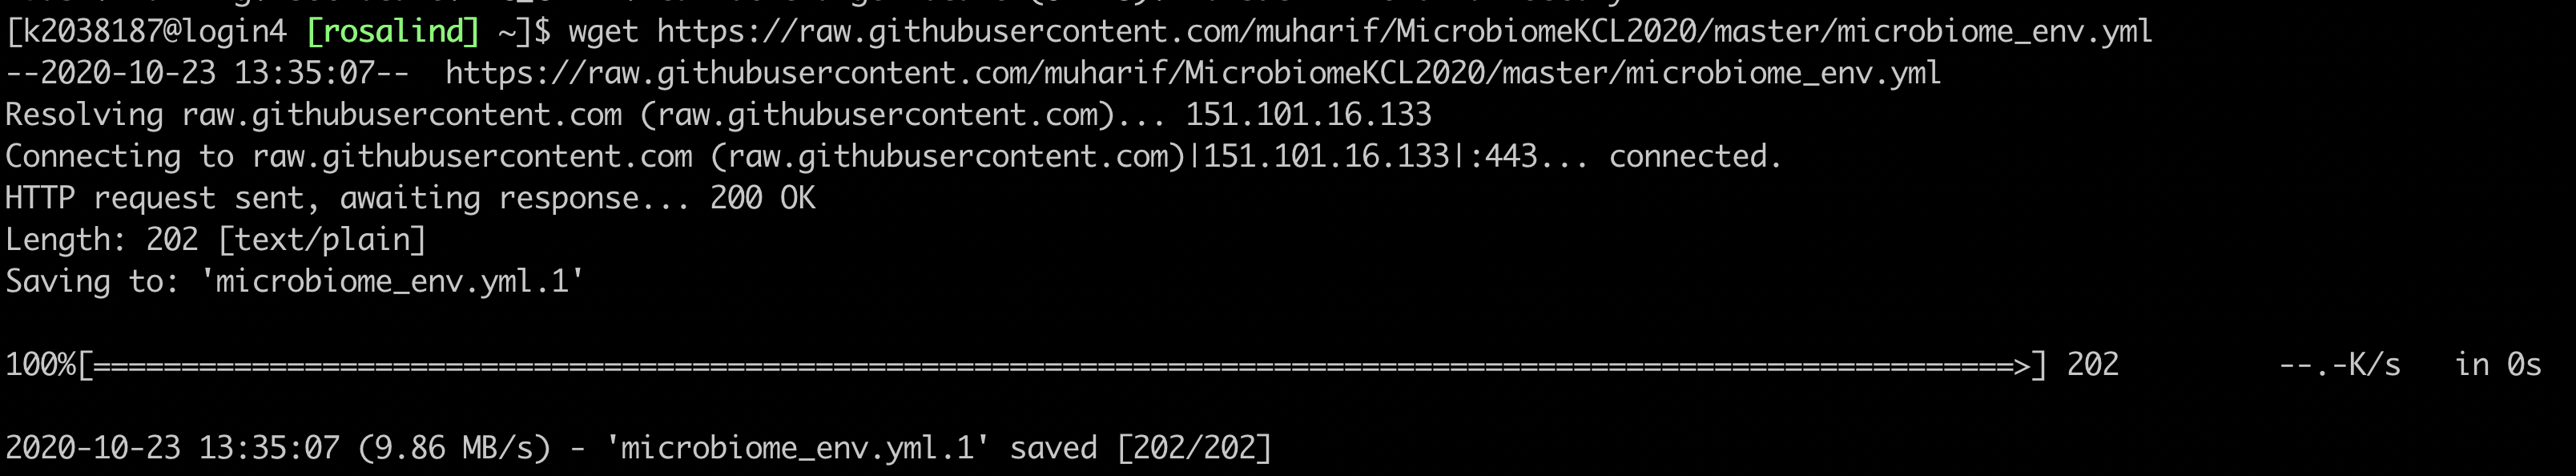 [k2038187@login4 [rosalind] ~]$ wget https://raw.githubusercontent.com/muharif/MicrobiomeKCL2020/master/microbiome_env.yml
--2020-10-23 13:35:07--  https://raw.githubusercontent.com/muharif/MicrobiomeKCL2020/master/microbiome_env.yml
Resolving raw.githubusercontent.com (raw.githubusercontent.com)... 151.101.16.133
Connecting to raw.githubusercontent.com (raw.githubusercontent.com)|151.101.16.133|:443... connected.
HTTP request sent, awaiting response... 200 OK
Length: 202 [text/plain]
Saving to: 'microbiome_env.yml.1'
100%[=============================================================================================================>] 202         --.-K/s   in 0s
2020-10-23 13:35:07 (9.86 MB/s) - 'microbiome_env.yml.1' saved [202/202]